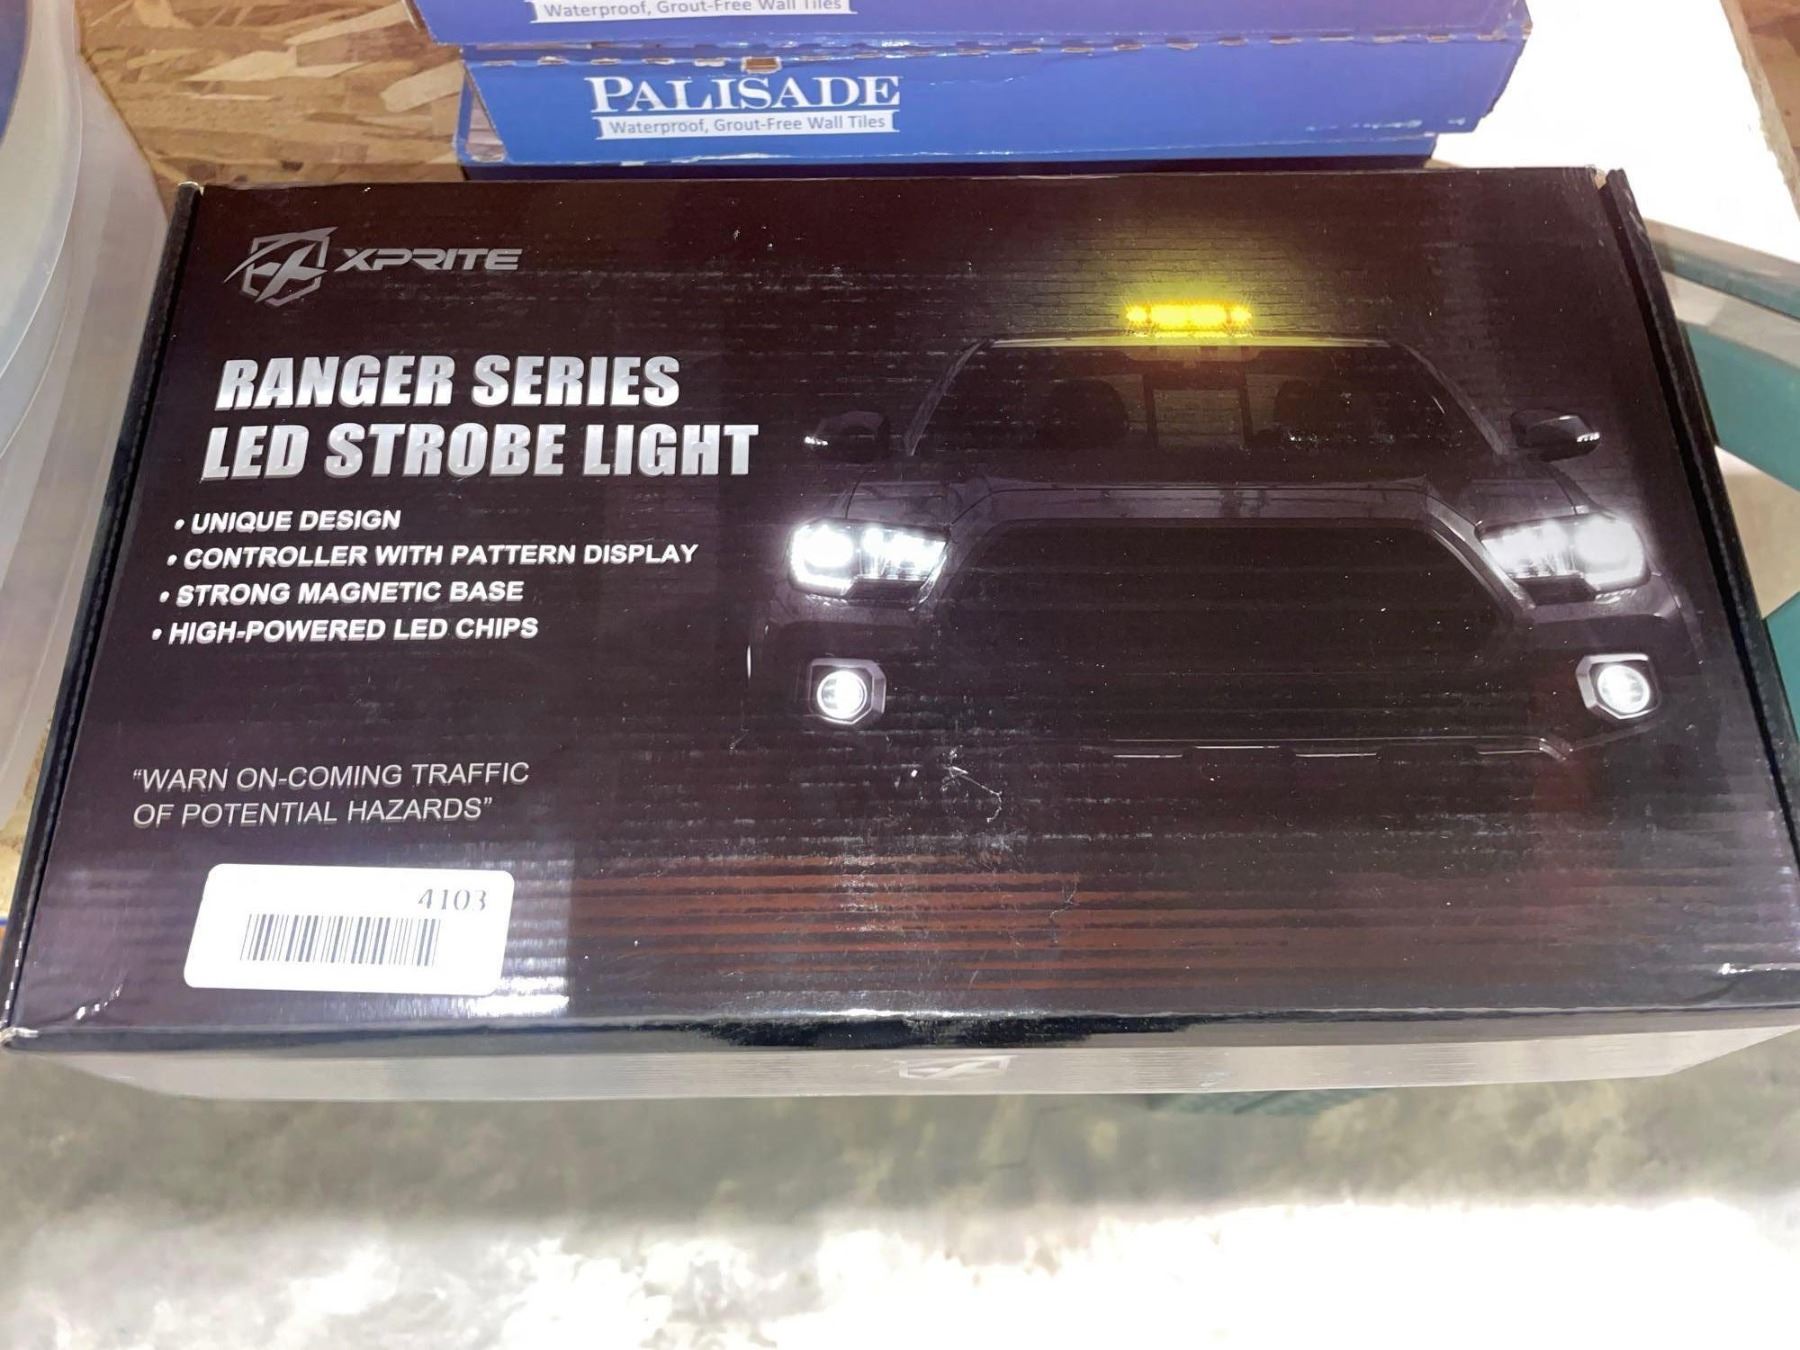 Waterproof, Grout-Free Wall Tiles
PALISADE
Waterproof, Grout-Free Wall Tiles
XPRITE
RANGER SERIES
LED STROBE LIGHT
• UNIQUE DESIGN
• CONTROLLER WITH PATTERN DISPLAY
• STRONG MAGNETIC BASE
• HIGH-POWERED LED CHIPS
“WARN ON-COMING TRAFFIC
OF POTENTIAL HAZARDS”
4103